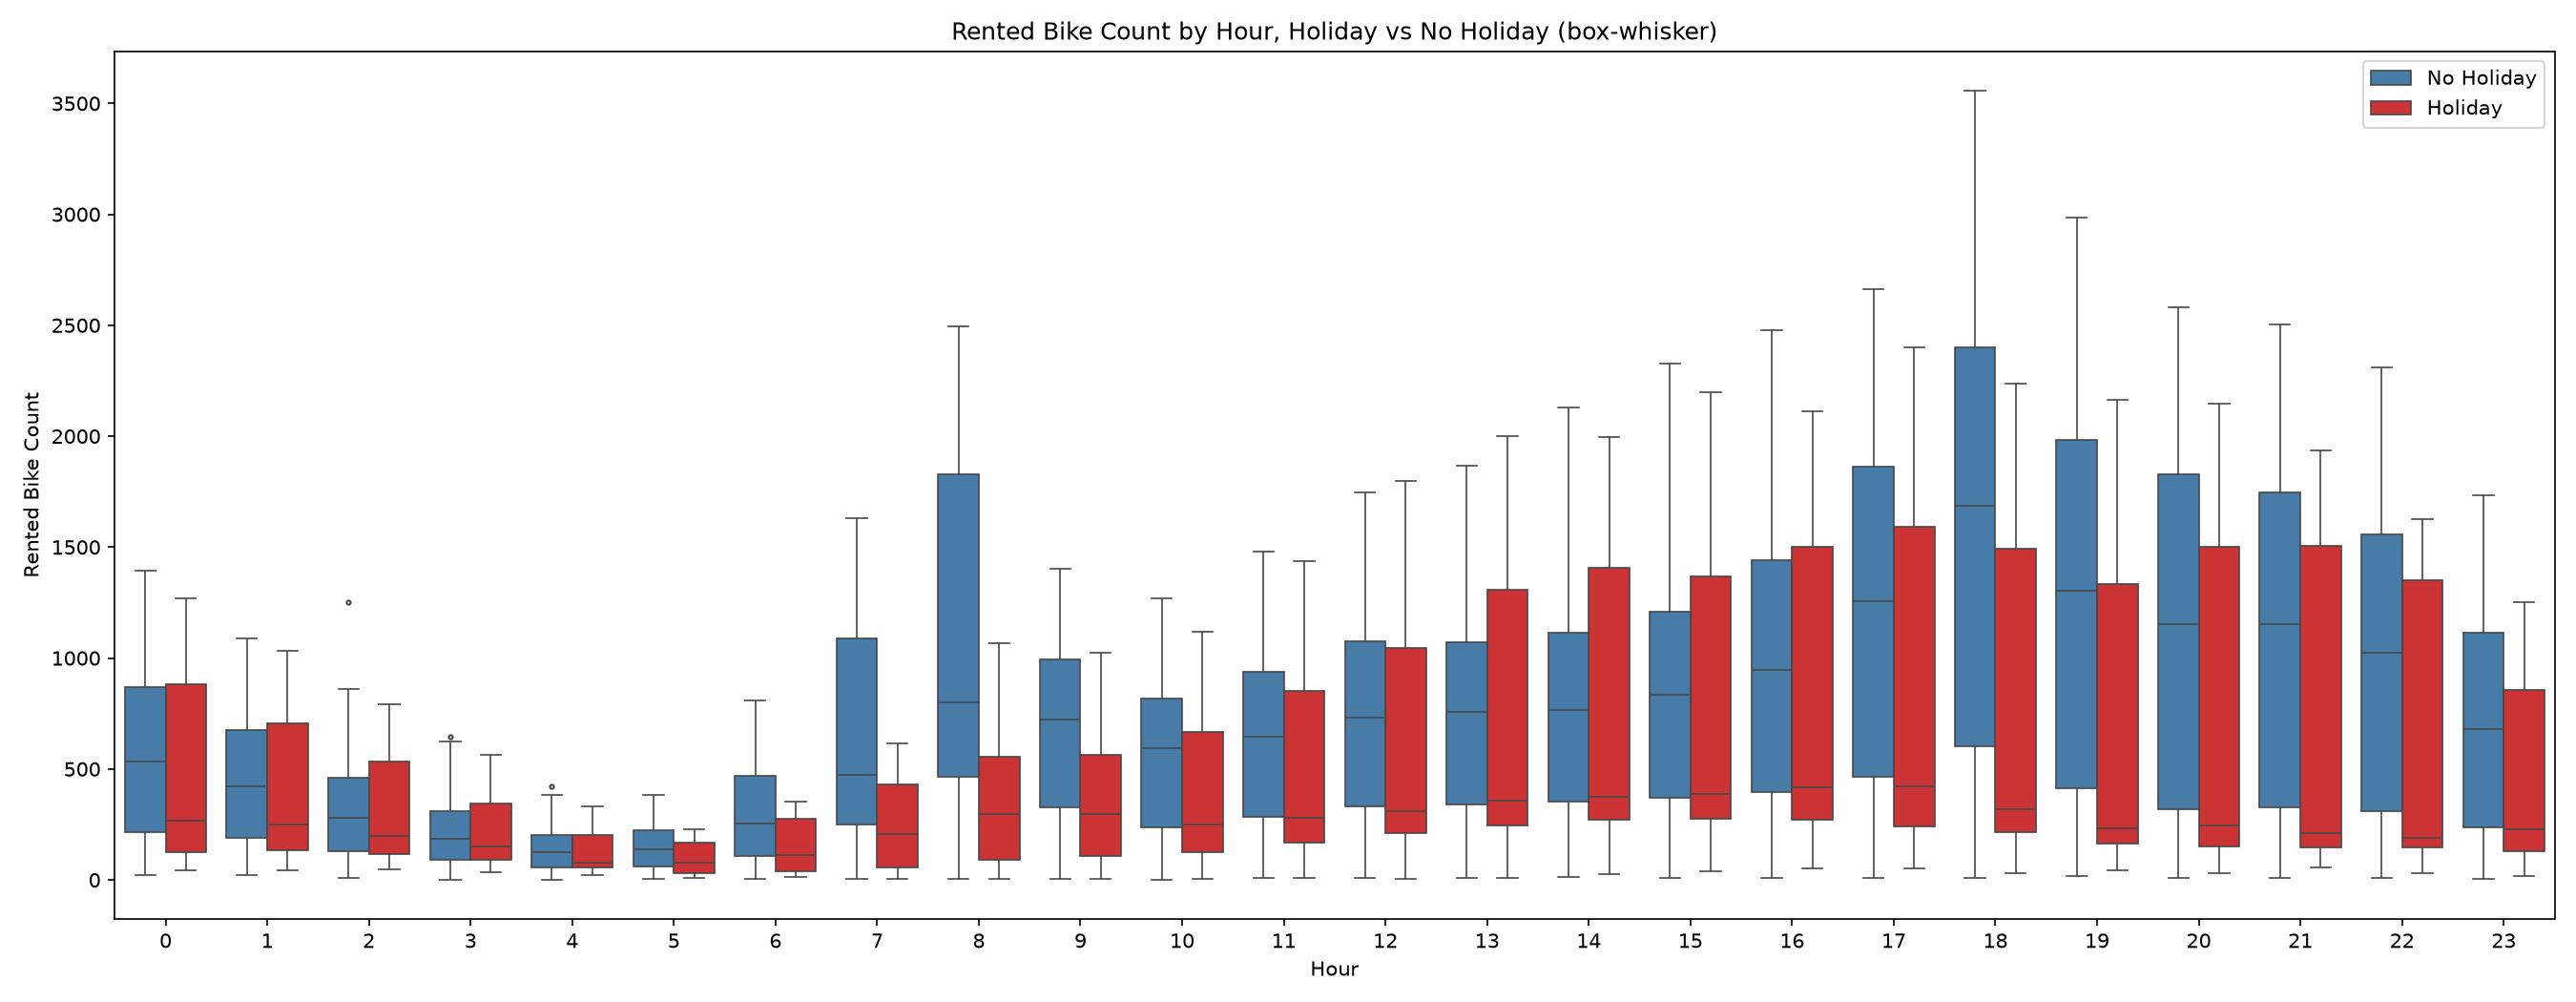 Rented Bike Count by Hour, Holiday vs No Holiday (box-whisker)
No Holiday
Holiday
Rented Bike Count
3500
3000
2500
2000
1500
1000
500
0
0 1 2 3 4 5 6 7 8 9 10 11 12 13 14 15 16 17 18 19 20 21 22 23
Hour